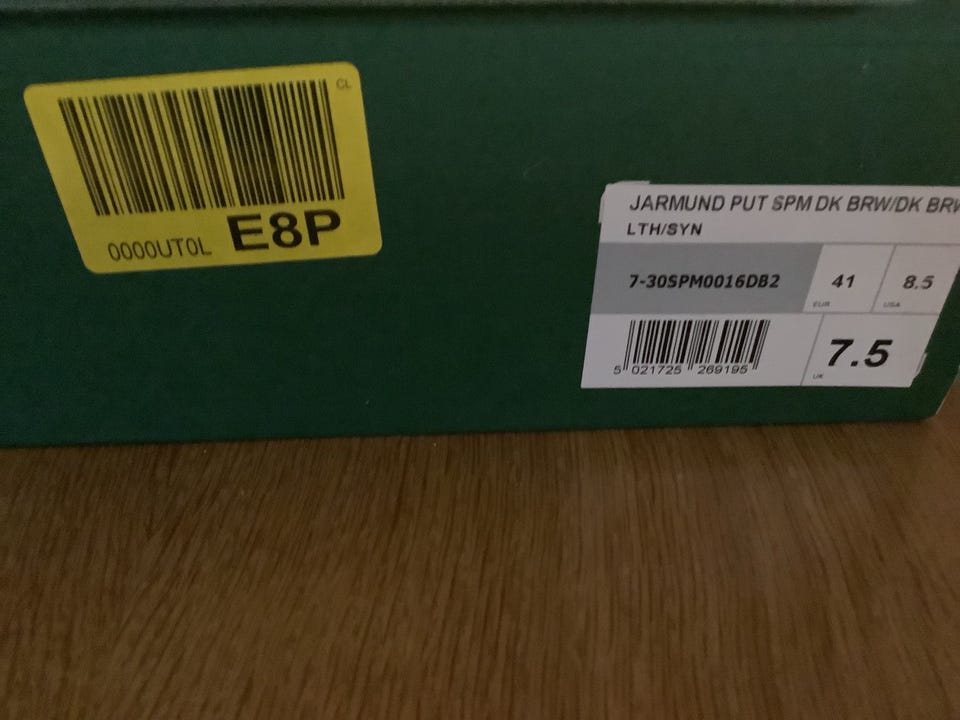 CL
0000UT0L E8P
JARMUND PUT SPM DK BRW/DK BRW
LTH/SYN
7-30SPM0016DB2 41 8.5
EUR USA
5 021725 269195 7.5
UK